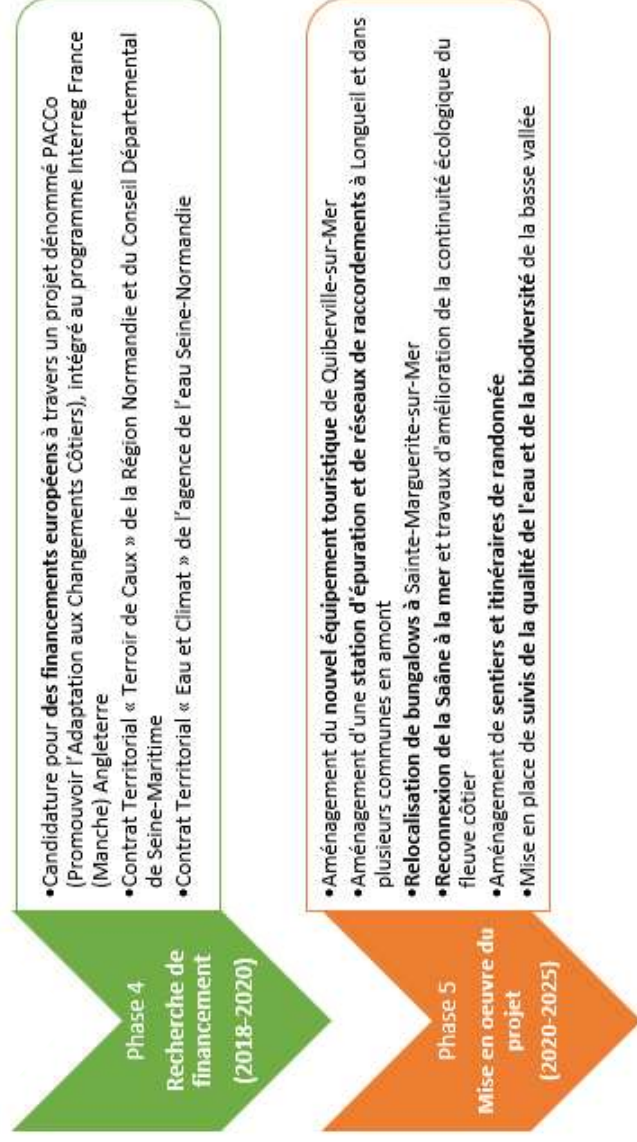 Phase 4
Recherche de
financement
(2018-2020)
•Candidature pour des financements européens à travers un projet dénommé PACCo
(Promouvoir l'Adaptation aux Changements Côtiers), intégré au programme Interreg France
(Manche) Angleterre
•Contrat Territorial « Terroir de Caux » de la Région Normandie et du Conseil Départemental
de Seine-Maritime
•Contrat Territorial « Eau et Climat » de l'agence de l'eau Seine-Normandie
Phase 5
Mise en oeuvre du
projet
(2020-2025)
•Aménagement du nouvel équipement touristique de Quiberville-sur-Mer
•Aménagement d'une station d'épuration et de réseaux de raccordements à Longueil et dans
plusieurs communes en amont
•Relocalisation de bungalows à Sainte-Marguerite-sur-Mer
•Reconnexion de la Saâne à la mer et travaux d'amélioration de la continuité écologique du
fleuve côtier
•Aménagement de sentiers et itinéraires de randonnée
•Mise en place de suivis de la qualité de l'eau et de la biodiversité de la basse vallée